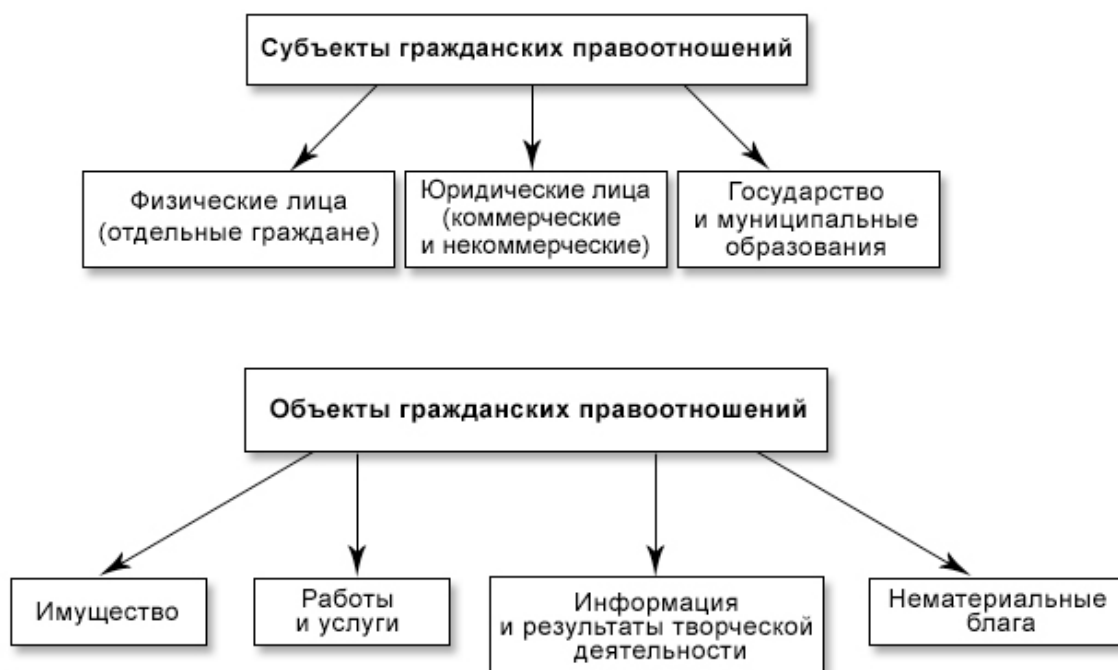 Субъекты гражданских правоотношений
Физические лица
(отдельные граждане)
Юридические лица
(коммерческие
и некоммерческие)
Государство
и муниципальные
образования
Объекты гражданских правоотношений
Имущество
Работы
и услуги
Информация
и результаты творческой
деятельности
Нематериальные
блага